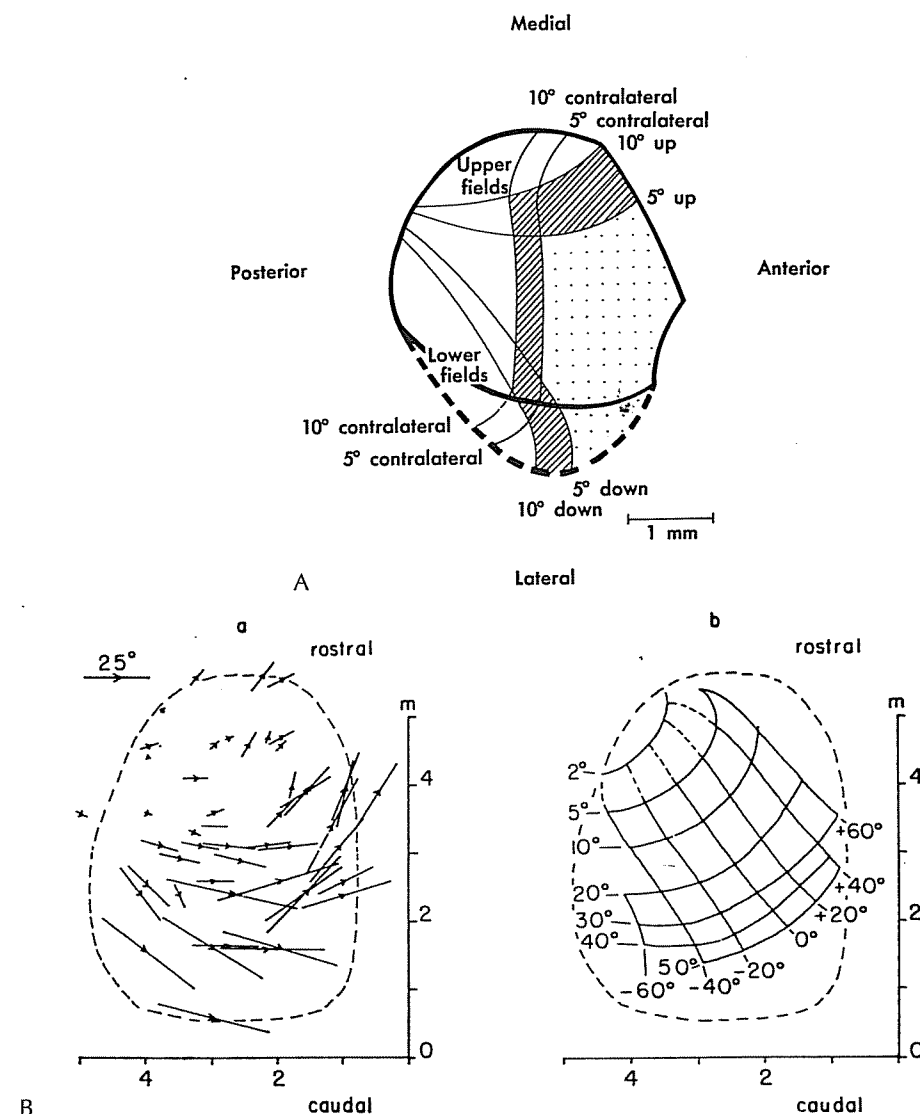 Medial
10° contralateral
5° contralateral
10° up
Upper
fields
5° up
Posterior
Anterior
Lower
fields
10° contralateral
5° contralateral
5° down
10° down
1 mm
A
Lateral
a
rostral
25°
m
4
2
0
4
2
caudal
B
b
rostral
m
2°
5°
10°
20°
30°
40°
50°
-60°
-40°
-20°
0°
+20°
+40°
+60°
4
2
0
4
2
caudal